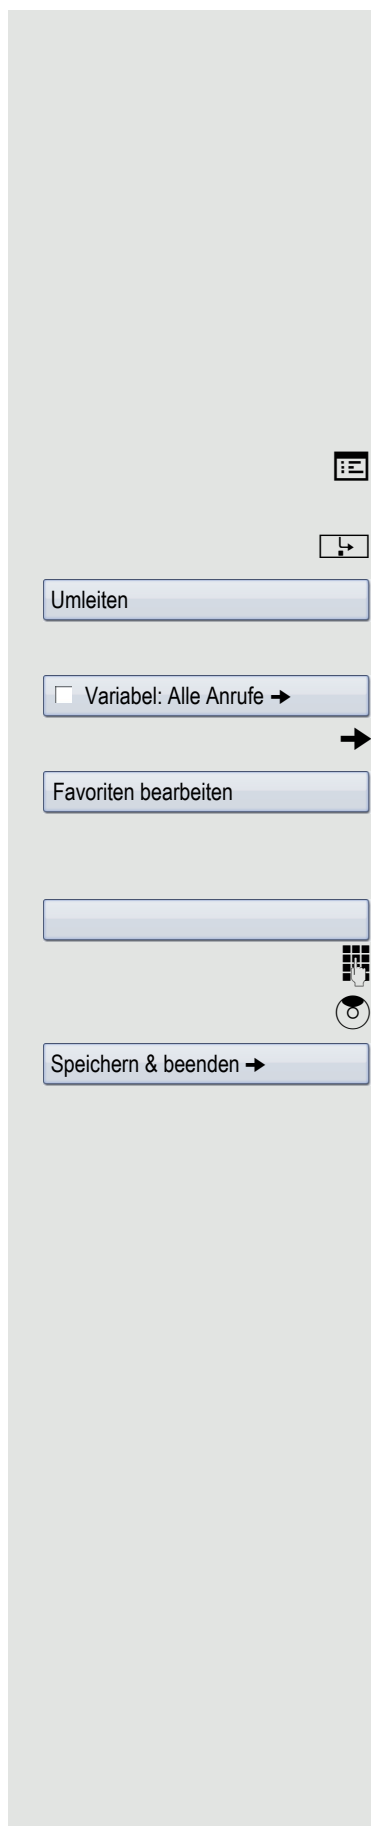 Umleiten
Variabel: Alle Anrufe →
Favoriten bearbeiten
Speichern & beenden →